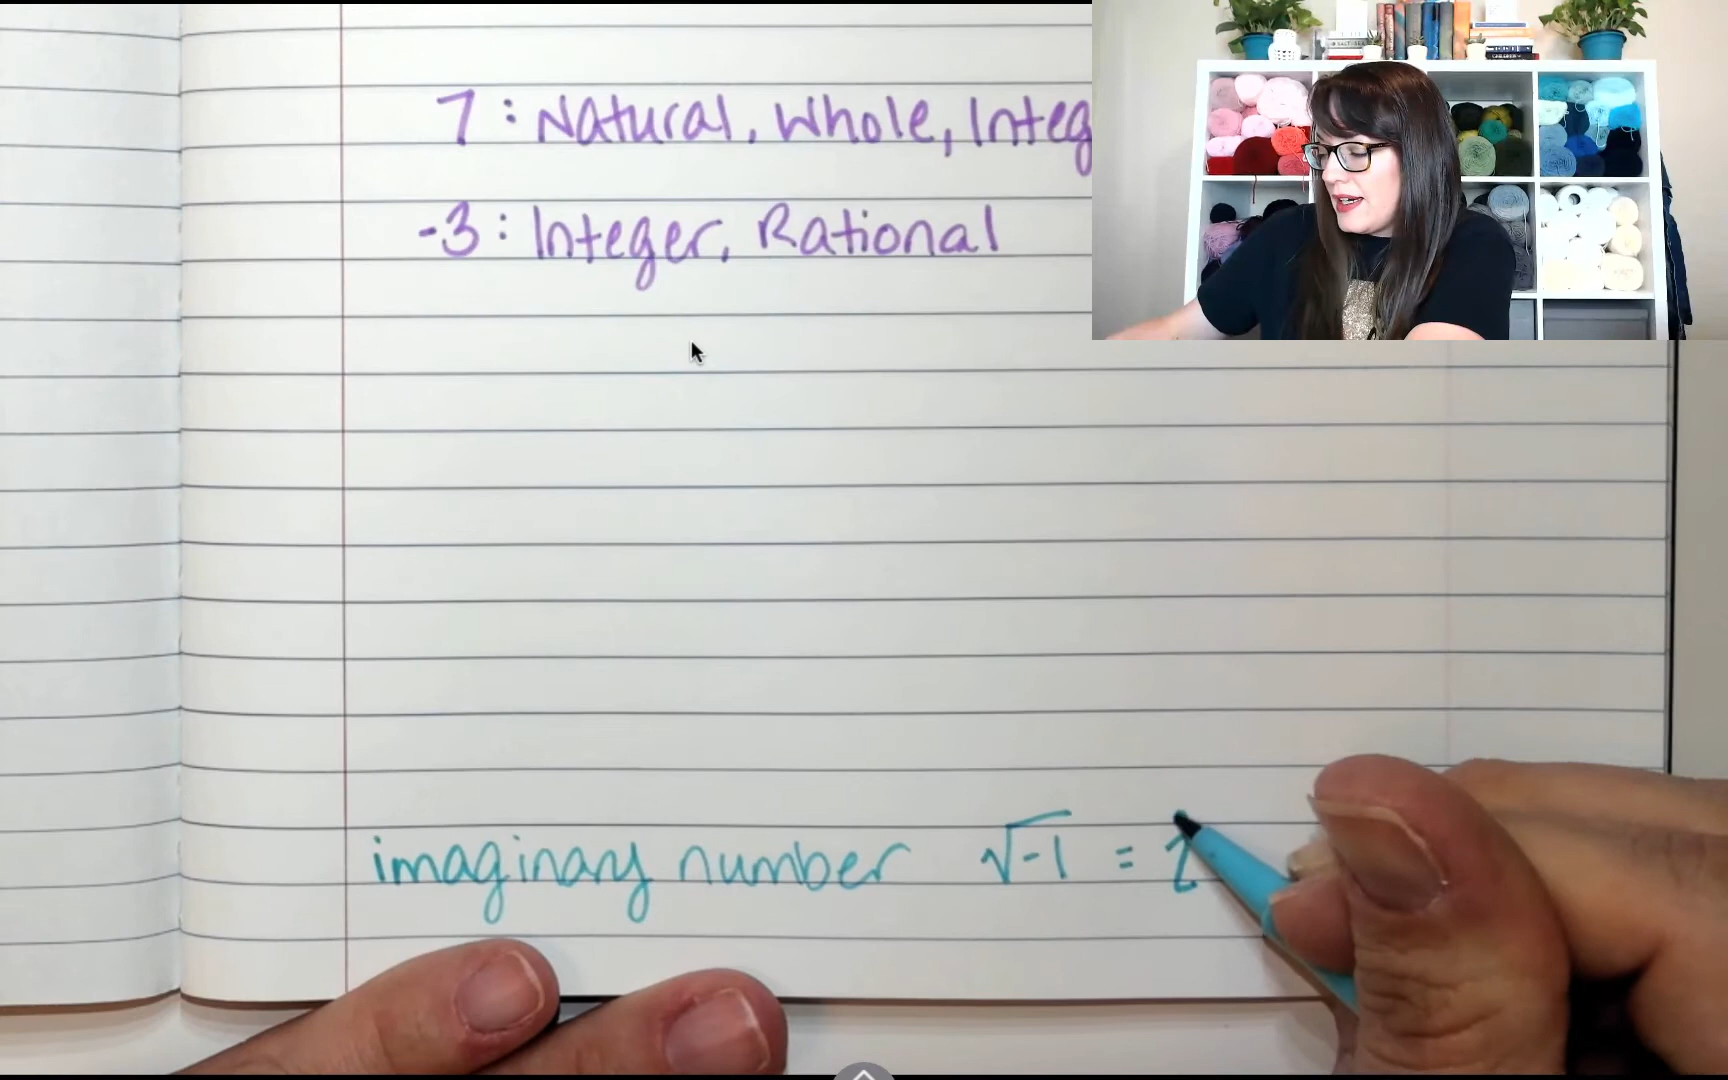 7 : Natural, Whole, Integ
-3 : Integer, Rational
imaginary number √-1 = i